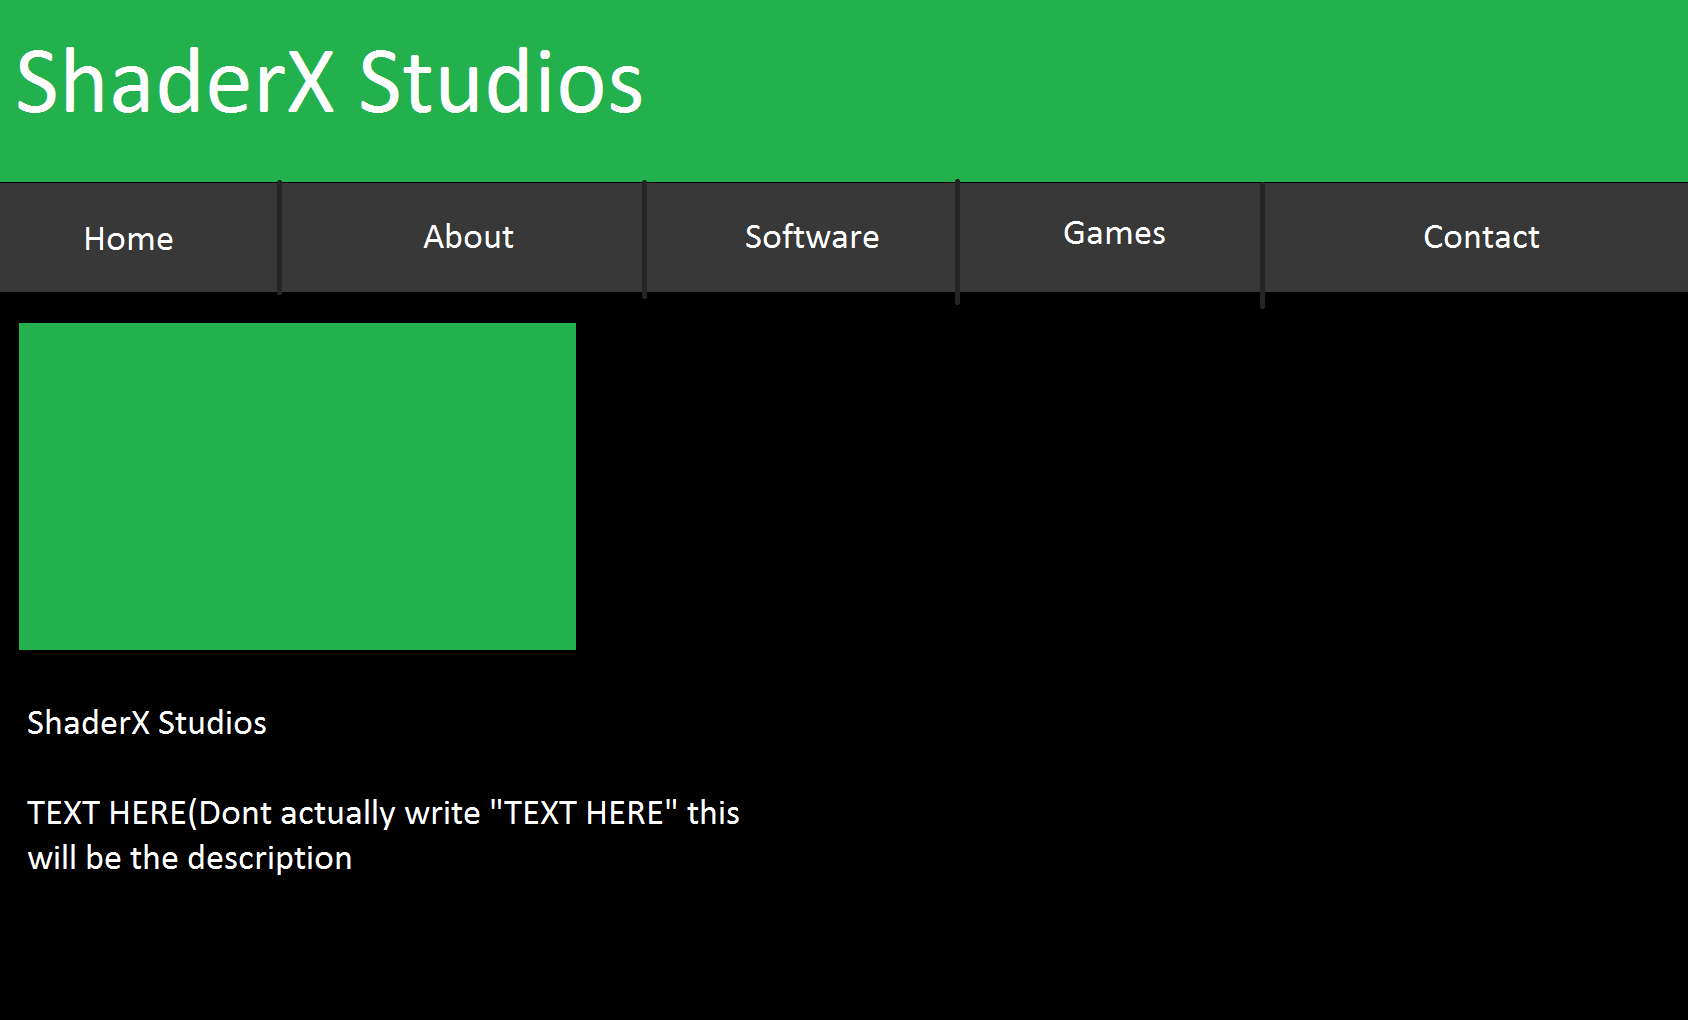 ShaderX Studios
Home About Software Games Contact
ShaderX Studios
TEXT HERE(Dont actually write "TEXT HERE" this
will be the description